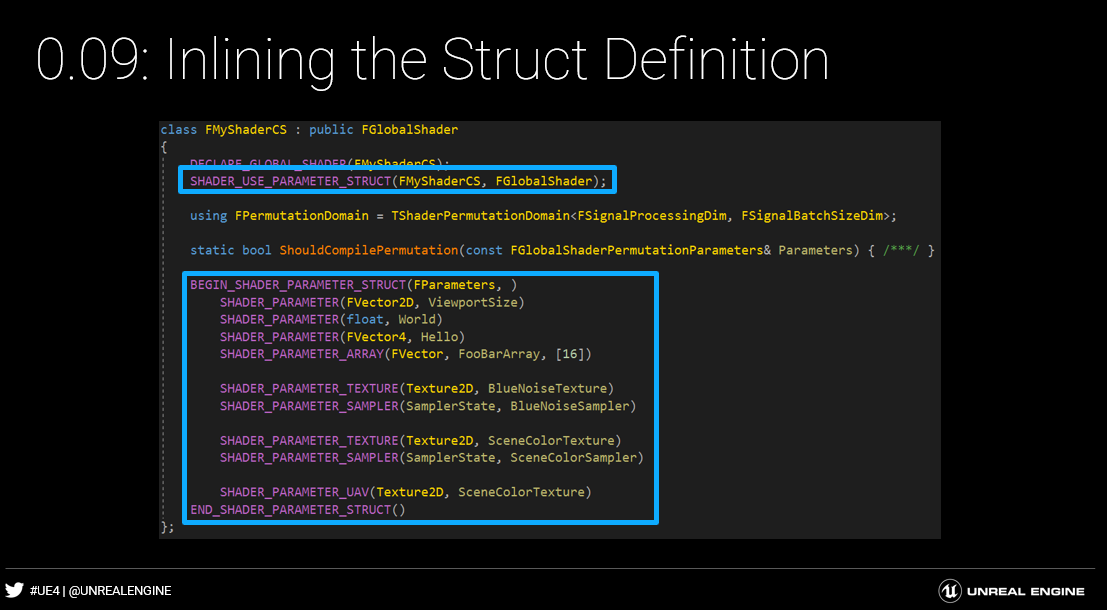 0.09: Inlining the Struct Definition
class FMyShaderCS : public FGlobalShader
{
DECLARE_GLOBAL_SHADER(FMyShaderCS);
SHADER_USE_PARAMETER_STRUCT(FMyShaderCS, FGlobalShader);
using FPermutationDomain = TShaderPermutationDomain<FSignalProcessingDim, FSignalBatchSizeDim>;
static bool ShouldCompilePermutation(const FGlobalShaderPermutationParameters& Parameters) { /***/ }
BEGIN_SHADER_PARAMETER_STRUCT(FParameters, )
SHADER_PARAMETER(FVector2D, ViewportSize)
SHADER_PARAMETER(float, World)
SHADER_PARAMETER(FVector4, Hello)
SHADER_PARAMETER_ARRAY(FVector, FooBarArray, [16])
SHADER_PARAMETER_TEXTURE(Texture2D, BlueNoiseTexture)
SHADER_PARAMETER_SAMPLER(SamplerState, BlueNoiseSampler)
SHADER_PARAMETER_TEXTURE(Texture2D, SceneColorTexture)
SHADER_PARAMETER_SAMPLER(SamplerState, SceneColorSampler)
SHADER_PARAMETER_UAV(Texture2D, SceneColorTexture)
END_SHADER_PARAMETER_STRUCT()
};
#UE4 | @UNREALENGINE
UNREAL ENGINE